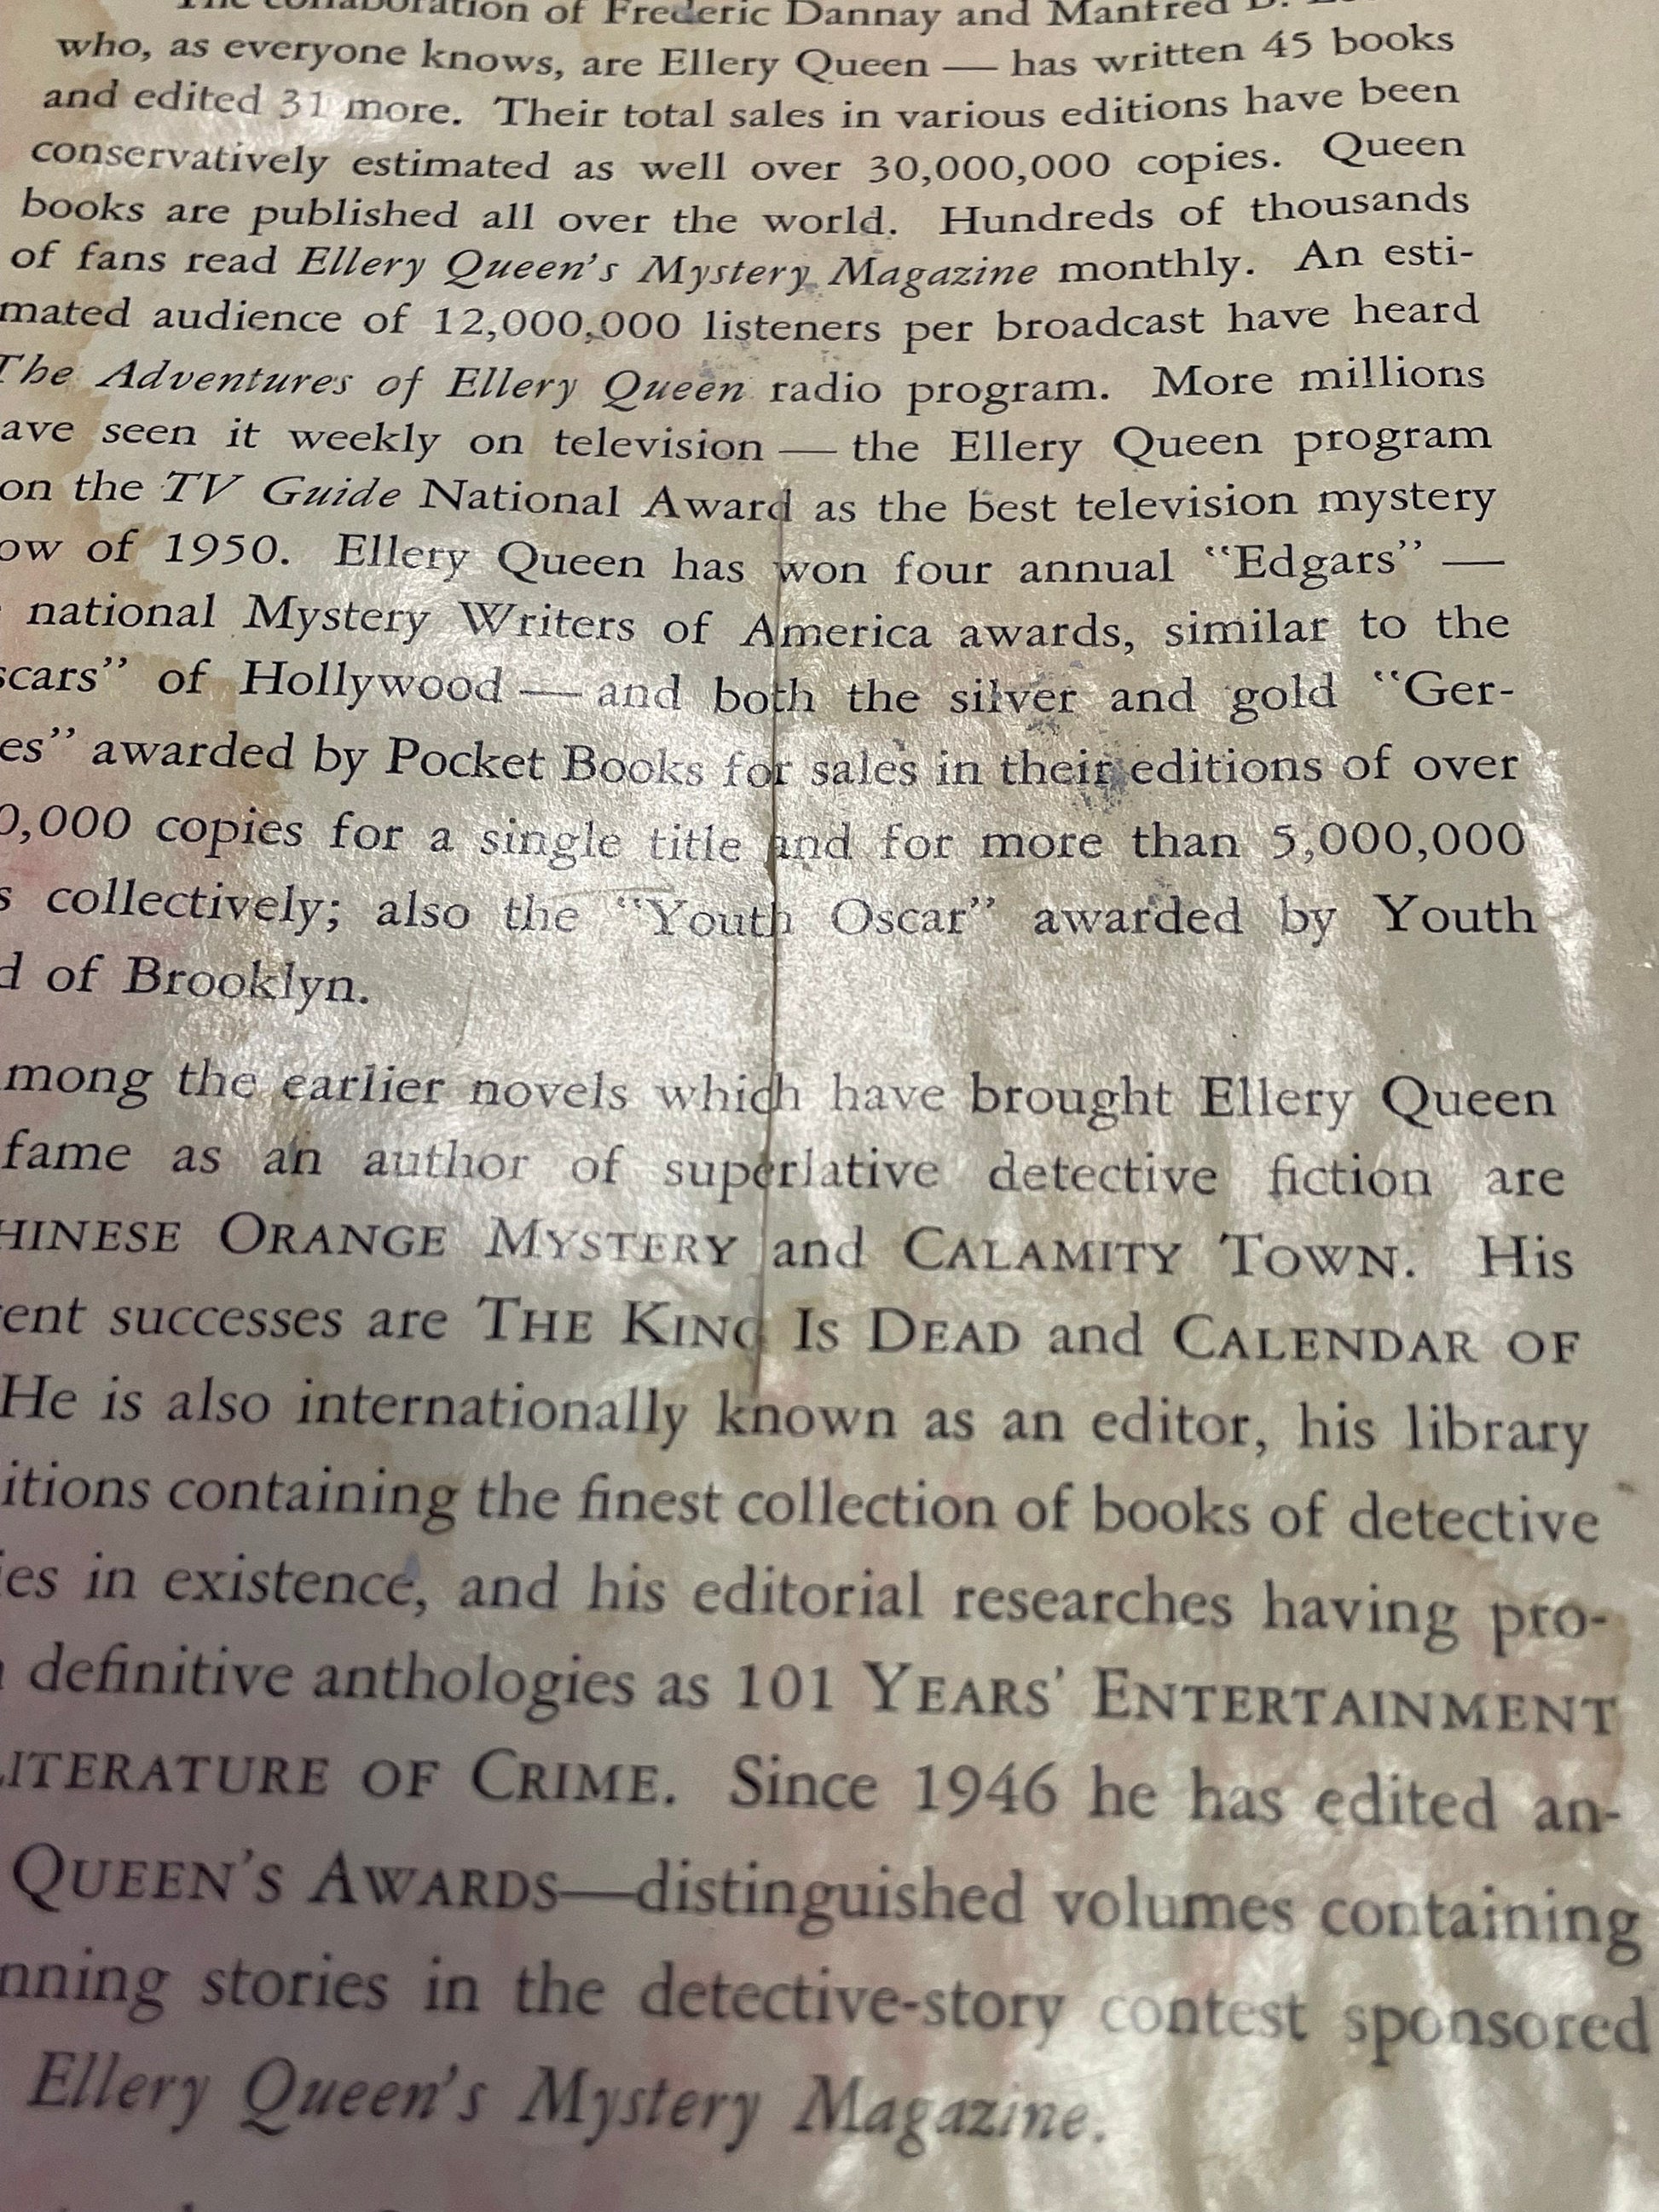 The collaboration of Frederic Dannay and Manfred B.
who, as everyone knows, are Ellery Queen — has written 45 books
and edited 31 more. Their total sales in various editions have been
conservatively estimated as well over 30,000,000 copies. Queen
books are published all over the world. Hundreds of thousands
of fans read Ellery Queen's Mystery Magazine monthly. An esti-
mated audience of 12,000,000 listeners per broadcast have heard
The Adventures of Ellery Queen radio program. More millions
ave seen it weekly on television — the Ellery Queen program
on the TV Guide National Award as the best television mystery
ow of 1950. Ellery Queen has won four annual "Edgars" —
national Mystery Writers of America awards, similar to the
scars" of Hollywood — and both the silver and gold "Ger-
es" awarded by Pocket Books for sales in their editions of over
0,000 copies for a single title and for more than 5,000,000
s collectively; also the "Youth Oscar" awarded by Youth
d of Brooklyn.
mong the earlier novels which have brought Ellery Queen
fame as an author of superlative detective fiction are
HINESE ORANGE MYSTERY and CALAMITY TOWN. His
ent successes are THE KING IS DEAD and CALENDAR OF
He is also internationally known as an editor, his library
itions containing the finest collection of books of detective
ies in existence, and his editorial researches having pro-
definitive anthologies as 101 YEARS' ENTERTAINMENT
LITERATURE OF CRIME. Since 1946 he has edited an-
QUEEN'S AWARDS—distinguished volumes containing
nning stories in the detective-story contest sponsored
Ellery Queen's Mystery Magazine.